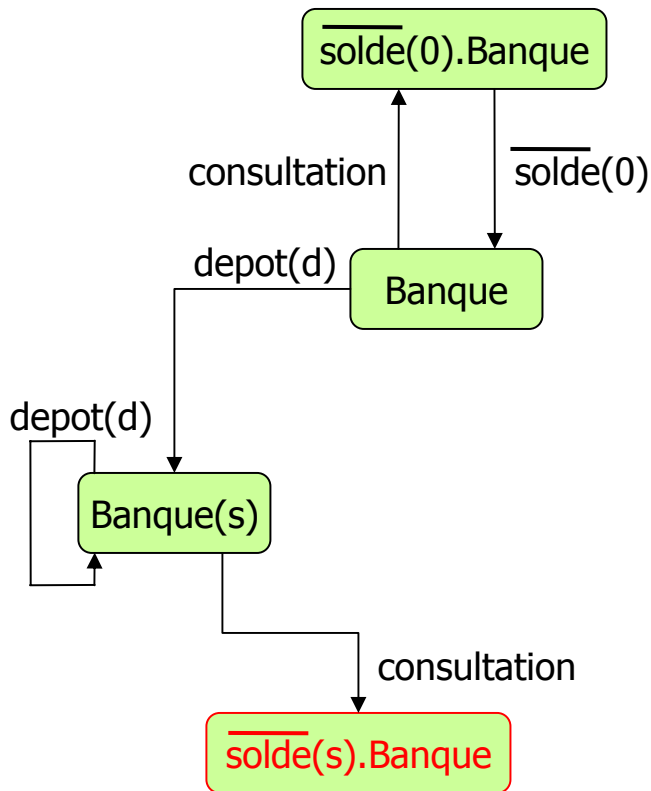 solde(0).Banque
consultation
solde(0)
depot(d)
Banque
depot(d)
Banque(s)
consultation
solde(s).Banque